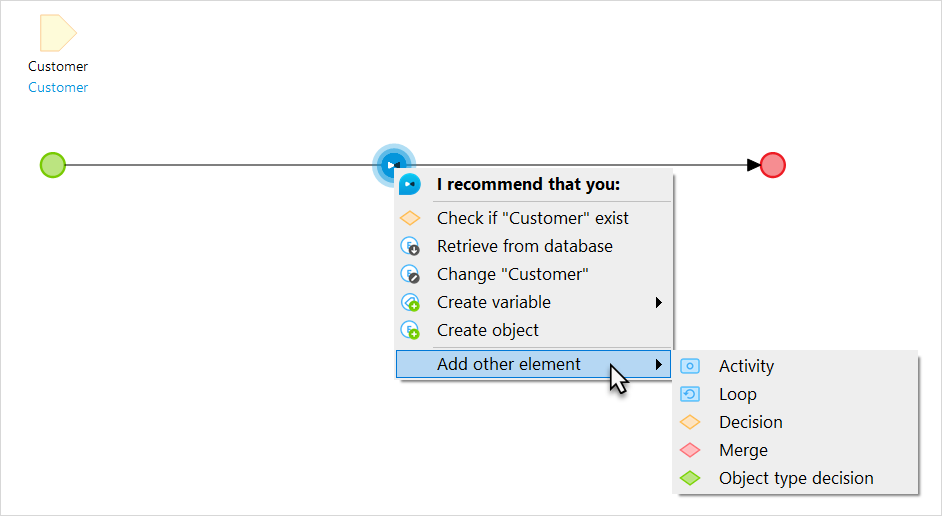 Customer
Customer
I recommend that you:
Check if "Customer" exist
Retrieve from database
Change "Customer"
Create variable
Create object
Add other element
Activity
Loop
Decision
Merge
Object type decision